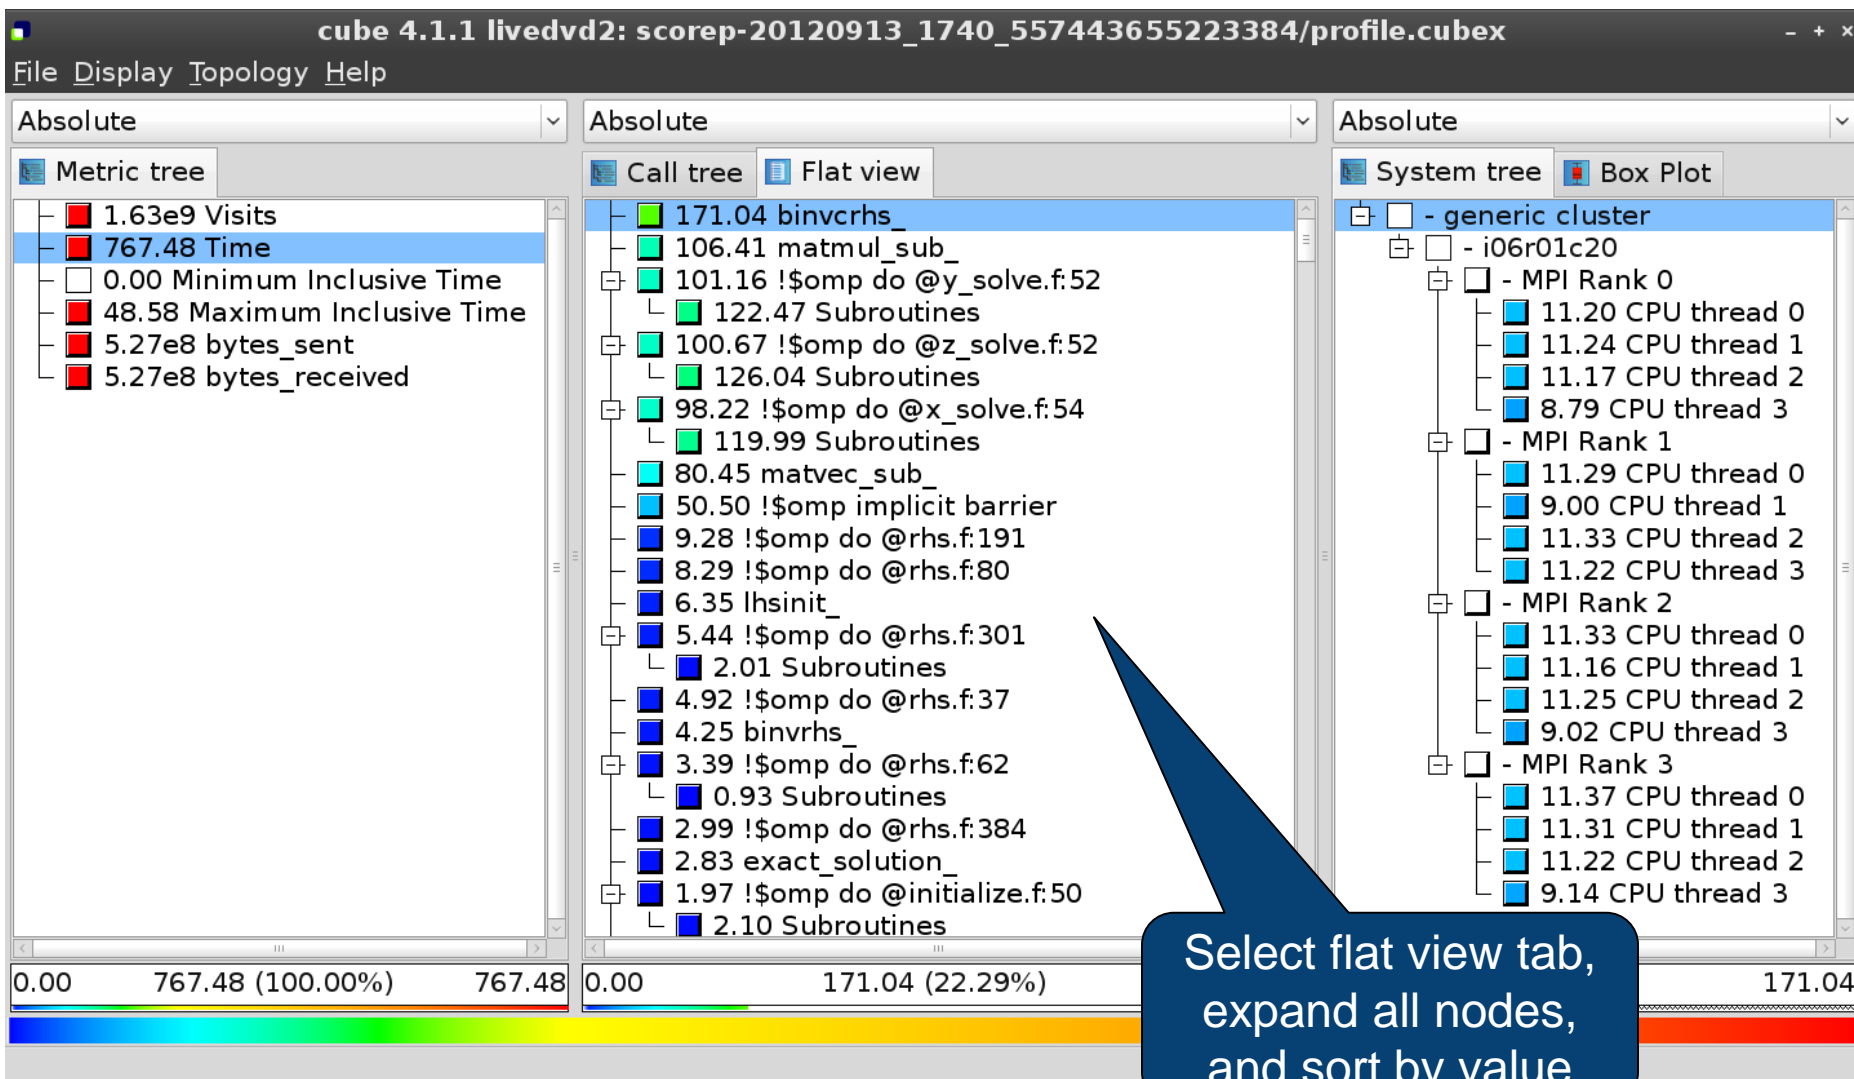 cube 4.1.1 livedvd2: scorep-20120913_1740_557443655223384/profile.cubex
File Display Topology Help
Absolute
Metric tree
1.63e9 Visits
767.48 Time
0.00 Minimum Inclusive Time
48.58 Maximum Inclusive Time
5.27e8 bytes_sent
5.27e8 bytes_received
0.00 767.48 (100.00%) 767.48
Absolute
Call tree Flat view
171.04 binvcrhs_
106.41 matmul_sub_
101.16 !$omp do @y_solve.f:52
122.47 Subroutines
100.67 !$omp do @z_solve.f:52
126.04 Subroutines
98.22 !$omp do @x_solve.f:54
119.99 Subroutines
80.45 matvec_sub_
50.50 !$omp implicit barrier
9.28 !$omp do @rhs.f:191
8.29 !$omp do @rhs.f:80
6.35 lhsinit_
5.44 !$omp do @rhs.f:301
2.01 Subroutines
4.92 !$omp do @rhs.f:37
4.25 binvrhs_
3.39 !$omp do @rhs.f:62
0.93 Subroutines
2.99 !$omp do @rhs.f:384
2.83 exact_solution_
1.97 !$omp do @initialize.f:50
2.10 Subroutines
0.00 171.04 (22.29%)
Absolute
System tree Box Plot
- generic cluster
- i06r01c20
- MPI Rank 0
11.20 CPU thread 0
11.24 CPU thread 1
11.17 CPU thread 2
8.79 CPU thread 3
- MPI Rank 1
11.29 CPU thread 0
9.00 CPU thread 1
11.33 CPU thread 2
11.22 CPU thread 3
- MPI Rank 2
11.33 CPU thread 0
11.16 CPU thread 1
11.25 CPU thread 2
9.02 CPU thread 3
- MPI Rank 3
11.37 CPU thread 0
11.31 CPU thread 1
11.22 CPU thread 2
9.14 CPU thread 3
171.04
Select flat view tab,
expand all nodes,
and sort by value